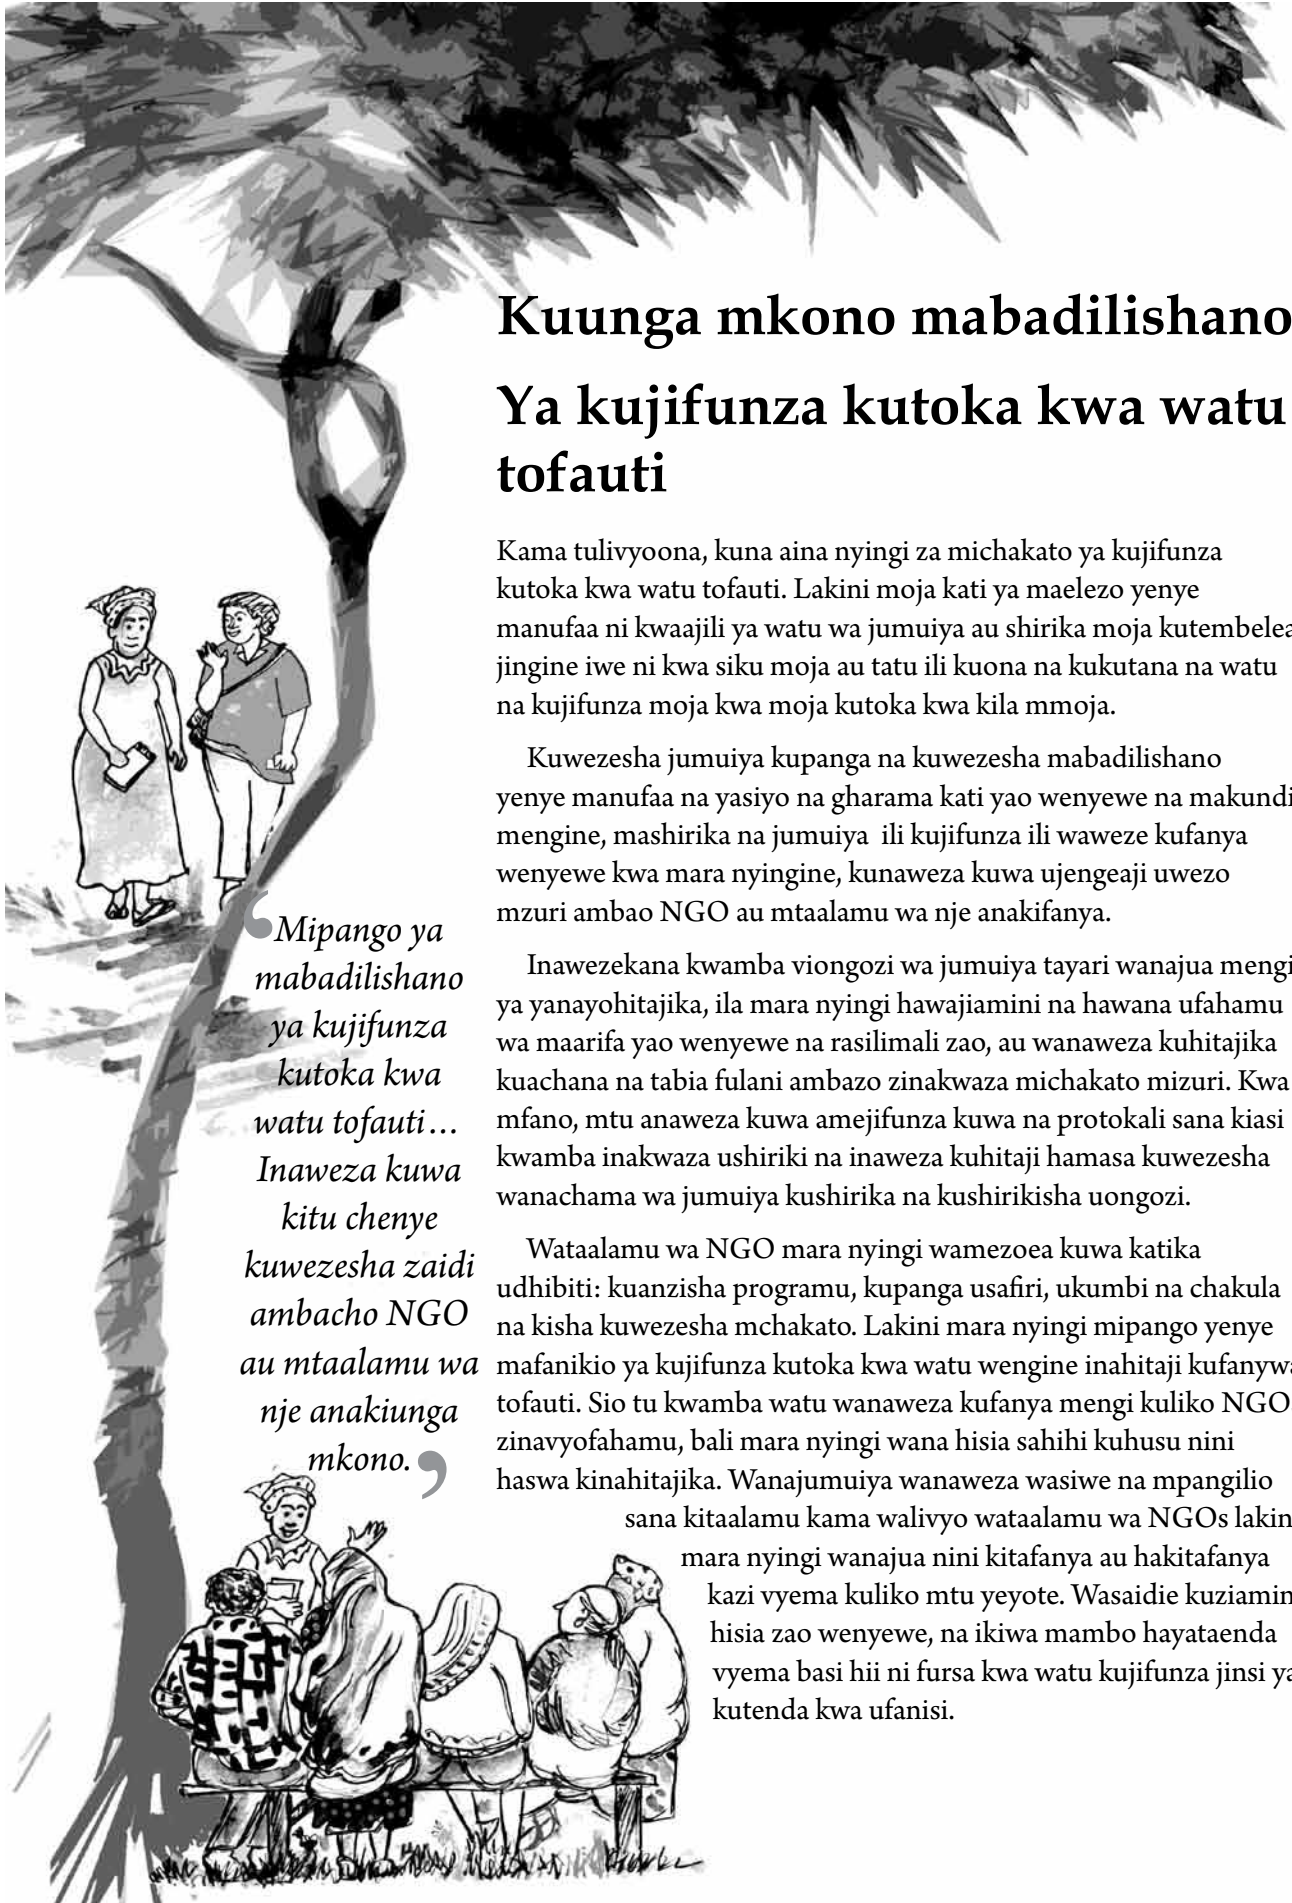 Kuunga mkono mabadilishano
Ya kujifunza kutoka kwa watu
tofauti
Kama tulivyoona, kuna aina nyingi za michakato ya kujifunza
kutoka kwa watu tofauti. Lakini moja kati ya maelezo yenye
manufaa ni kwaajili ya watu wa jumuiya au shirika moja kutembelea
jingine iwe ni kwa siku moja au tatu ili kuona na kukutana na watu
na kujifunza moja kwa moja kutoka kwa kila mmoja.
Kuwezesha jumuiya kupanga na kuwezesha mabadilishano
yenye manufaa na yasiyo na gharama kati yao wenyewe na makundi
mengine, mashirika na jumuiya ili kujifunza ili waweze kufanya
wenyewe kwa mara nyingine, kunaweza kuwa ujengeaji uwezo
mzuri ambao NGO au mtaalamu wa nje anakifanya.
Inawezekana kwamba viongozi wa jumuiya tayari wanajua mengi
ya yanayohitajika, ila mara nyingi hawajiamini na hawana ufahamu
wa maarifa yao wenyewe na rasilimali zao, au wanaweza kuhitajika
kuachana na tabia fulani ambazo zinakwaza michakato mizuri. Kwa
mfano, mtu anaweza kuwa amejifunza kuwa na protokali sana kiasi
kwamba inakwaza ushiriki na inaweza kuhitaji hamasa kuwezesha
wanachama wa jumuiya kushirika na kushirikisha uongozi.
Wataalamu wa NGO mara nyingi wamezoea kuwa katika
udhibiti: kuanzisha programu, kupanga usafiri, ukumbi na chakula
na kisha kuwezesha mchakato. Lakini mara nyingi mipango yenye
mafanikio ya kujifunza kutoka kwa watu wengine inahitaji kufanywa
tofauti. Sio tu kwamba watu wanaweza kufanya mengi kuliko NGO
zinavyofahamu, bali mara nyingi wana hisia sahihi kuhusu nini
haswa kinahitajika. Wanajumuiya wanaweza wasiwe na mpangilio
sana kitaalamu kama walivyo wataalamu wa NGOs lakin
mara nyingi wanajua nini kitafanya au hakitafanya
kazi vyema kuliko mtu yeyote. Wasaidie kuziamin
hisia zao wenyewe, na ikiwa mambo hayataenda
vyema basi hii ni fursa kwa watu kujifunza jinsi ya
kutenda kwa ufanisi.
‘Mipango ya
mabadilishano
ya kujifunza
kutoka kwa
watu tofauti…
Inaweza kuwa
kitu chenye
kuwezesha zaidi
ambacho NGO
au mtaalamu wa
nje anakiunga
mkono.’